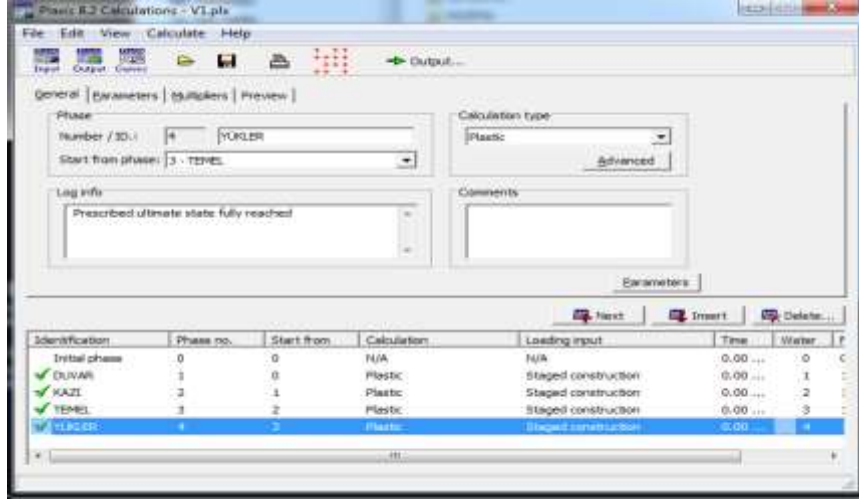 Plaxis 8.2 Calculations - V1.plx
File Edit View Calculate Help
Input Output Curves Output...
General Parameters Multipliers Preview
Phase
Number / ID.: 4 YÜKLER
Start from phase: 3 - TEMEL
Calculation type
Plastic
Advanced
Log info
Prescribed ultimate state fully reached
Comments
Parameters
Next Insert Delete...
Identification Phase no. Start from Calculation Loading input Time Water
Initial phase 0 0 N/A N/A 0.00 ... 0
DUVAR 1 0 Plastic Staged construction 0.00 ... 1
KAZI 2 1 Plastic Staged construction 0.00 ... 2
TEMEL 3 2 Plastic Staged construction 0.00 ... 3
YÜKLER 4 3 Plastic Staged construction 0.00 ... 4